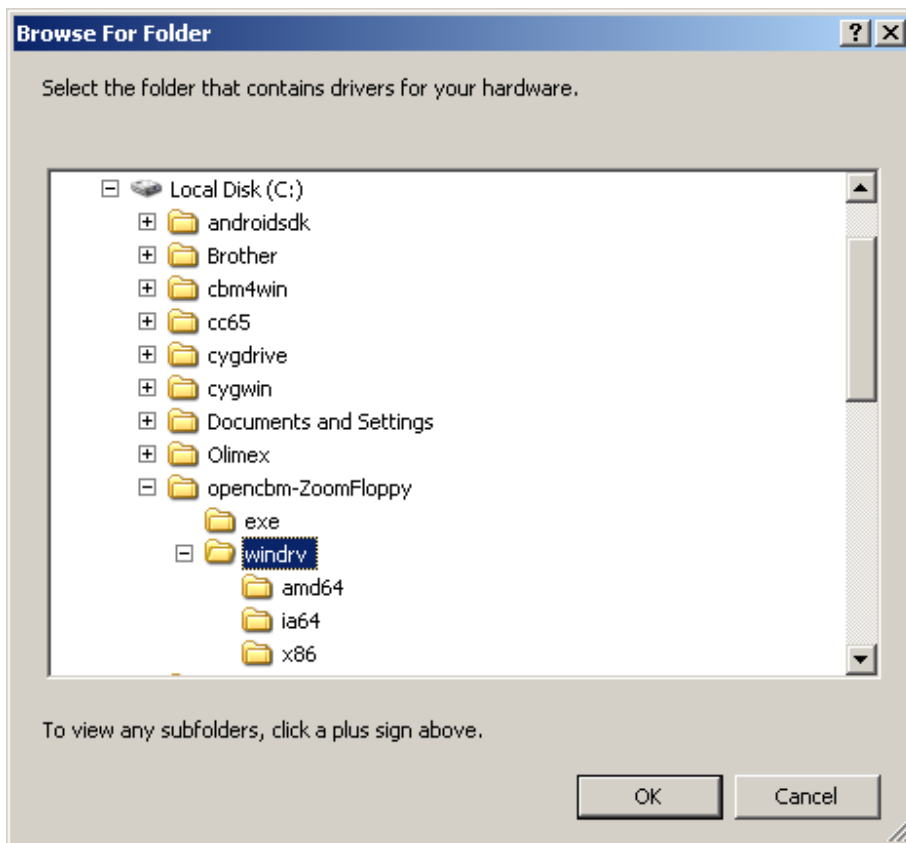 Browse For Folder
Select the folder that contains drivers for your hardware.
Local Disk (C:)
androidsdk
Brother
cbm4win
cc65
cygdrive
cygwin
Documents and Settings
Olimex
opencbm-ZoomFloppy
exe
windrv
amd64
ia64
x86
To view any subfolders, click a plus sign above.
OK Cancel